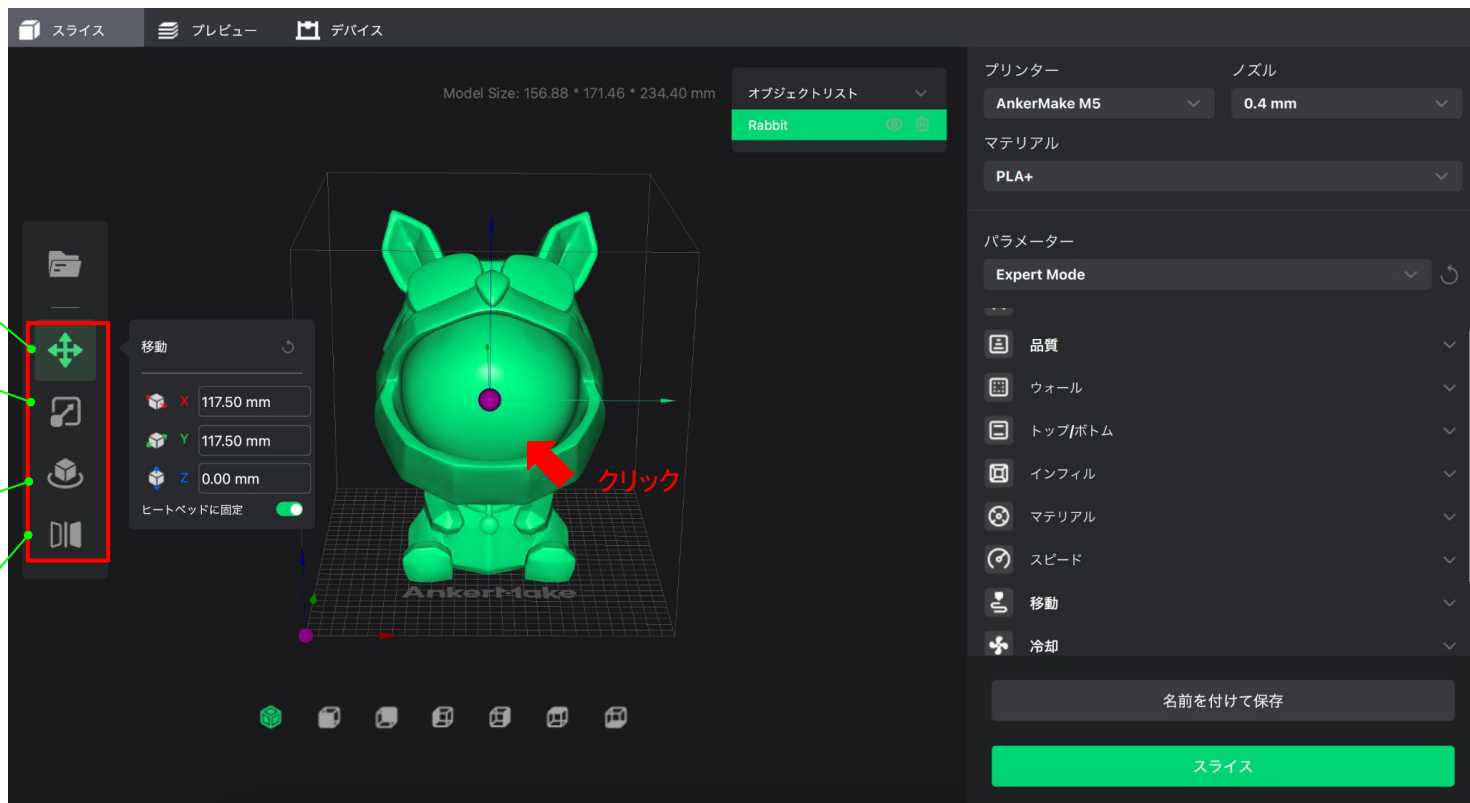 スライス
プレビュー
デバイス
Model Size: 156.88 * 171.46 * 234.40 mm
オブジェクトリスト
Rabbit
プリンター
ノズル
AnkerMake M5
0.4 mm
マテリアル
PLA+
パラメーター
Expert Mode
品質
ウォール
トップ/ボトム
インフィル
マテリアル
スピード
移動
冷却
移動
X 117.50 mm
Y 117.50 mm
Z 0.00 mm
ヒートベッドに固定
クリック
AnkerMake
名前を付けて保存
スライス